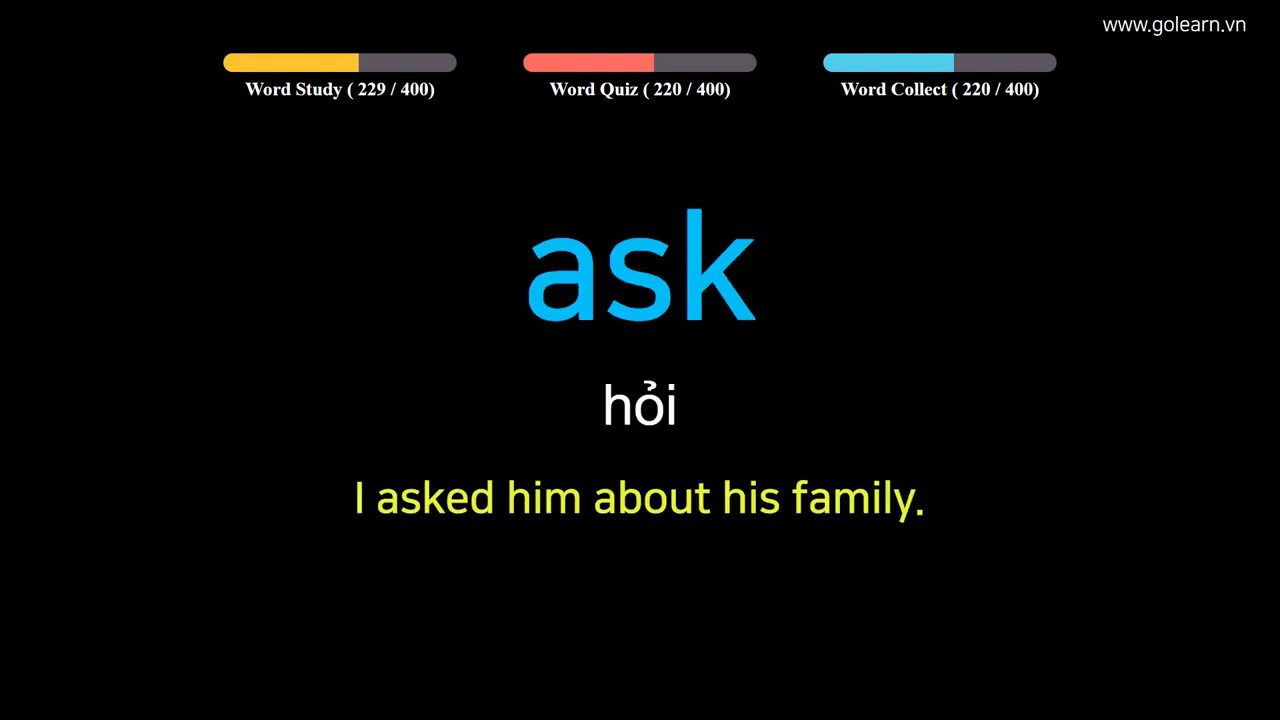 www.golearn.vn
Word Study ( 229 / 400)
Word Quiz ( 220 / 400)
Word Collect ( 220 / 400)
ask
hỏi
I asked him about his family.